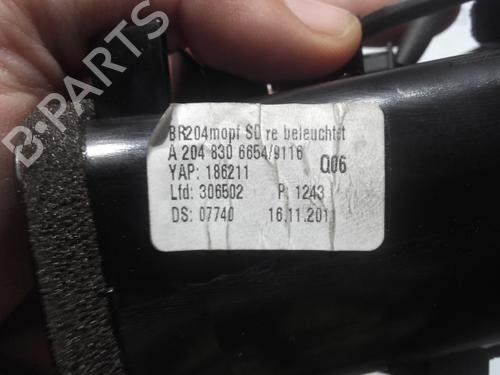 BR204mopf SD re beleuchtet
A 204 830 6654/9116 Q06
YAP: 186211
Lfd: 306502 P: 1243
DS: 07740 16.11.2011
B-PARTS